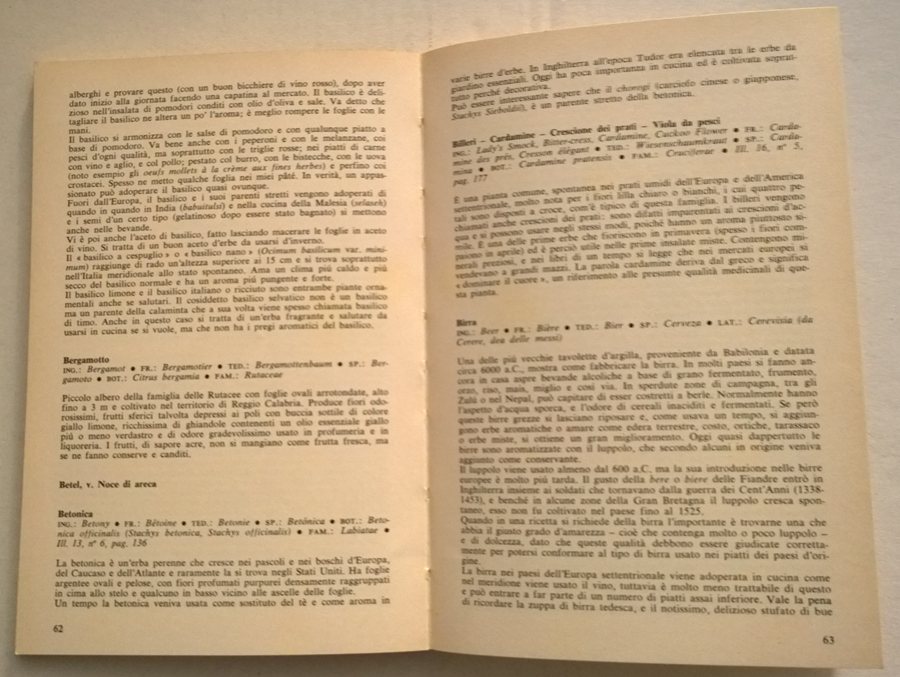 alberghi e provare questo (con un buon bicchiere di vino rosso), dopo aver
dato inizio alla giornata facendo una capatina al mercato. Il basilico è deli-
zioso nell'insalata di pomodori conditi con olio d'oliva e sale. Va detto che
tagliare il basilico ne altera un po' l'aroma; è meglio rompere le foglie con le
mani.
Il basilico si armonizza con le salse di pomodoro e con qualunque piatto a
base di pomodoro. Va bene anche con i peperoni e con le melanzane, coi
pesci d'ogni qualità, ma soprattutto con le triglie rosse; nei piatti di carne
con vino e aglio, e col pollo; pestato col burro, con le bistecche, con le uova
(noto esempio gli oeufs mollets à la crème aux fines herbes) e perfino coi
crostacei. Spesso ne metto qualche foglia nei miei pâté. In verità, un appas-
sionato può adoperare il basilico quasi ovunque.
Fuori dall'Europa, il basilico e i suoi parenti stretti vengono adoperati di
quando in quando in India (babuitulsi) e nella cucina della Malesia (selaseh)
e i semi d'un certo tipo (gelatinoso dopo essere stato bagnato) si mettono
anche nelle bevande.
Vi è poi anche l'aceto di basilico, fatto lasciando macerare le foglie in aceto
di vino. Si tratta di un buon aceto d'erbe da usarsi d'inverno.
Il « basilico a cespuglio » o « basilico nano » (Ocimum basilicum var. mini-
mum) raggiunge di rado un'altezza superiore ai 15 cm e si trova soprattutto
nell'Italia meridionale allo stato spontaneo. Ama un clima più caldo e più
secco del basilico normale e ha un aroma più pungente e forte.
Il basilico limone e il basilico italiano o ricciuto sono entrambe piante orna-
mentali anche se salutari. Il cosiddetto basilico selvatico non è un basilico
ma un parente della calaminta che a sua volta viene spesso chiamata basilico
di timo. Anche in questo caso si tratta di un'erba fragrante e salutare da
usarsi in cucina se si vuole, ma che non ha i pregi aromatici del basilico.
Bergamotto
ING.: Bergamot ● FR.: Bergamotier ● TED.: Bergamottenbaum ● SP.: Ber-
gamoto ● BOT.: Citrus bergamia ● FAM.: Rutaceae
Piccolo albero della famiglia delle Rutacee con foglie ovali arrotondate, alto
fino a 3 m e coltivato nel territorio di Reggio Calabria. Produce fiori odo-
rosissimi, frutti sferici talvolta depressi ai poli con buccia sottile di colore
giallo limone, ricchissima di ghiandole contenenti un olio essenziale giallo
più o meno verdastro e di odore gradevolissimo usato in profumeria e in
liquoreria. I frutti, di sapore acre, non si mangiano come frutta fresca, ma
se ne fanno conserve e canditi.
Betel, v. Noce di areca
Betonica
ING.: Betony ● FR.: Bétoine ● TED.: Betonie ● SP.: Betónica ● BOT.: Beto-
nica officinalis (Stachys betonica, Stachys officinalis) ● FAM.: Labiatae ●
Ill. 13, n° 6, pag. 136
La betonica è un'erba perenne che cresce nei pascoli e nei boschi d'Europa,
del Caucaso e dell'Atlante e raramente la si trova negli Stati Uniti. Ha foglie
argentee ovali e pelose, con fiori profumati purpurei densamente raggruppati
in cima allo stelo e qualcuno in basso vicino alle ascelle delle foglie.
Un tempo la betonica veniva usata come sostituto del tè e come aroma in
62
varie birre d'erbe. In Inghilterra all'epoca Tudor era elencata tra le erbe da
giardino essenziali. Oggi ha poca importanza in cucina ed è coltivata soprat-
tutto perché decorativa.
Può essere interessante sapere che il chorogi (carciofo cinese o giapponese,
Stachys Sieboldii), è un parente stretto della betonica.
Billeri - Cardamine – Crescione dei prati – Viola da pesci
ING.: Lady's Smock, Bitter-cress, Cardamine, Cuckoo Flower ● FR.: Carda-
mine des prés, Cresson élégant ● TED.: Wiesenschaumkraut ● SP.: Carda-
mina ● BOT.: Cardamine pratensis ● FAM.: Cruciferae ● Ill. 36, n° 5,
pag. 177
È una pianta comune, spontanea nei prati umidi dell'Europa e dell'America
settentrionale, molto nota per i fiori lilla chiaro o bianchi, i cui quattro pe-
tali sono disposti a croce, com'è tipico di questa famiglia. I billeri vengono
chiamati anche crescioni dei prati: sono difatti imparentati ai crescioni d'ac-
qua e si possono usare negli stessi modi, poiché hanno un aroma piuttosto si-
mile. È una delle prime erbe che fioriscono in primavera (spesso i fiori com-
paiono in aprile) ed è perciò utile nelle prime insalate miste. Contengono mi-
nerali preziosi, e nei libri di un tempo si legge che nei mercati europei si
vendevano a grandi mazzi. La parola cardamine deriva dal greco e significa
« dominare il cuore », un riferimento alle presunte qualità medicinali di que-
sta pianta.
Birra
ING.: Beer ● FR.: Bière ● TED.: Bier ● SP.: Cerveza ● LAT.: Cerevisia (da
Cerere, dea delle messi)
Una delle più vecchie tavolette d'argilla, proveniente da Babilonia e datata
circa 6000 a.C., mostra come fabbricare la birra. In molti paesi si fanno an-
cora in casa aspre bevande alcoliche a base di grano fermentato, frumento,
orzo, riso, mais, miglio e così via. In sperdute zone di campagna, tra gli
Zulù o nel Nepal, può capitare di esser costretti a berle. Normalmente hanno
l'aspetto d'acqua sporca, e l'odore di cereali inaciditi e fermentati. Se però
queste birre grezze si lasciano riposare e, come usava un tempo, si aggiun-
gono erbe aromatiche o amare come edera terrestre, costo, ortiche, tarassaco
o erbe miste, si ottiene un gran miglioramento. Oggi quasi dappertutto le
birre sono aromatizzate con il luppolo, che secondo alcuni in origine veniva
aggiunto come conservante.
Il luppolo viene usato almeno dal 600 a.C. ma la sua introduzione nelle birre
europee è molto più tarda. Il gusto della bere o biere delle Fiandre entrò in
Inghilterra insieme ai soldati che tornavano dalla guerra dei Cent'Anni (1338-
1453), e benché in alcune zone della Gran Bretagna il luppolo cresca spon-
taneo, esso non fu coltivato nel paese fino al 1525.
Quando in una ricetta si richiede della birra l'importante è trovarne una che
abbia il giusto grado d'amarezza – cioè che contenga molto o poco luppolo –
e di dolcezza, dato che queste qualità debbono essere giudicate corretta-
mente per potersi conformare al tipo di birra usato nei piatti dei paesi d'ori-
gine.
La birra nei paesi dell'Europa settentrionale viene adoperata in cucina come
nel meridione viene usato il vino, tuttavia è molto meno trattabile di questo
e può entrare a far parte di un numero di piatti assai inferiore. Vale la pena
di ricordare la zuppa di birra tedesca, e il notissimo, delizioso stufato di bue
63